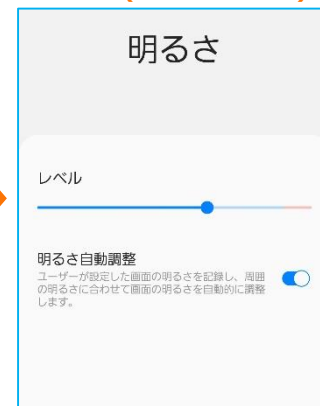 明るさ
レベル
明るさ自動調整
ユーザーが設定した画面の明るさを記録し、周囲
の明るさに合わせて画面の明るさを自動的に調整
します。